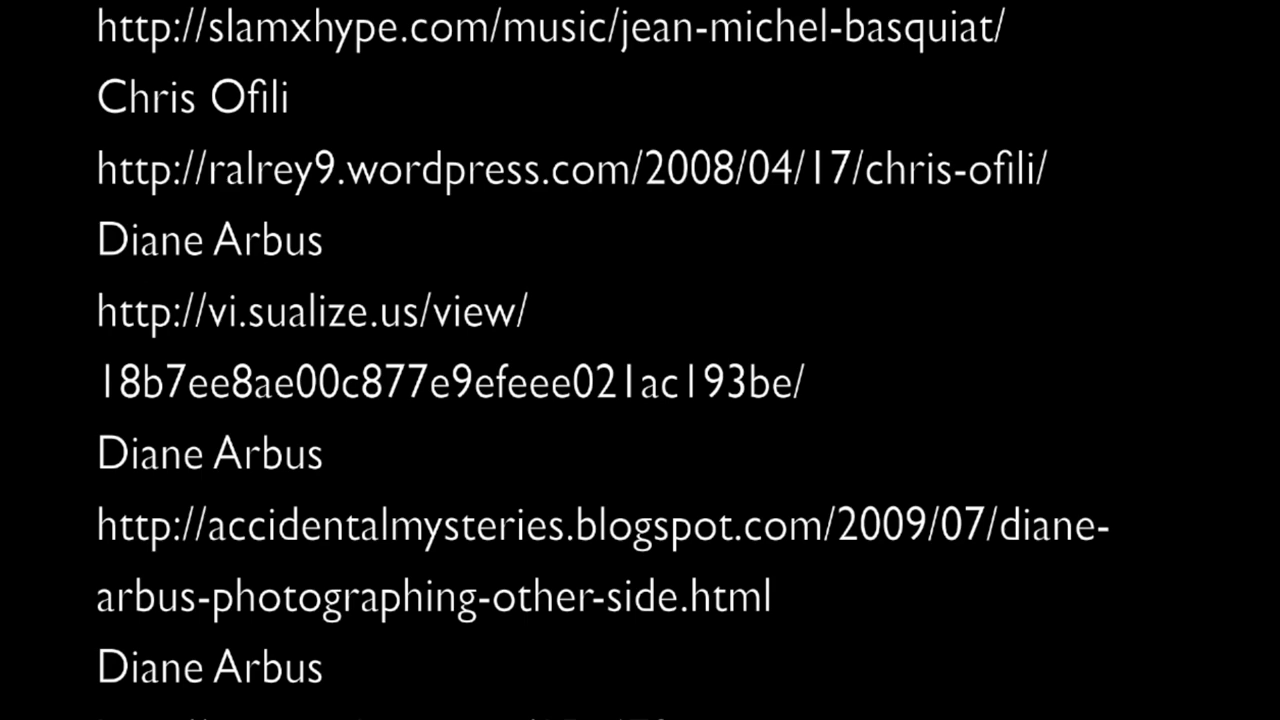 http://slamxhype.com/music/jean-michel-basquiat/
Chris Ofili
http://ralrey9.wordpress.com/2008/04/17/chris-ofili/
Diane Arbus
http://vi.sualize.us/view/
18b7ee8ae00c877e9efeee021ac193be/
Diane Arbus
http://accidentalmysteries.blogspot.com/2009/07/diane-
arbus-photographing-other-side.html
Diane Arbus